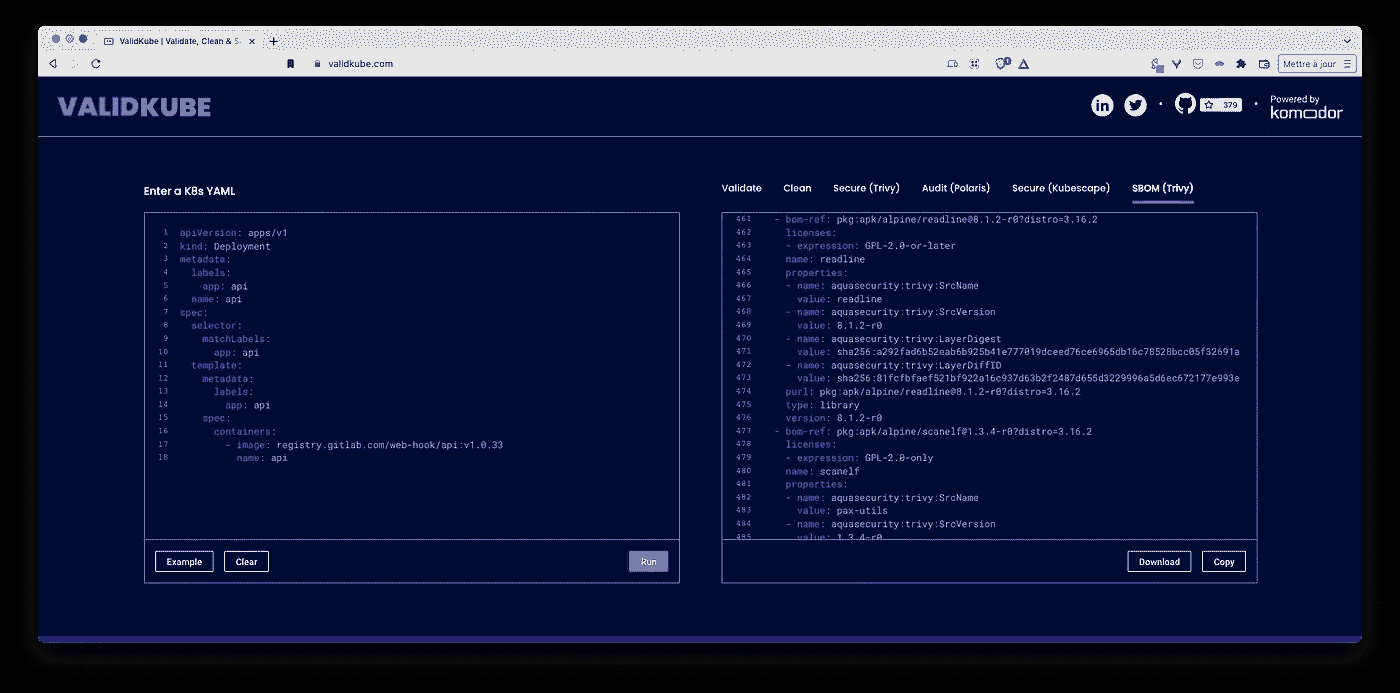 ValidKube | Validate, Clean & S
validkube.com
1
Mettre à jour
VALIDKUBE
in
379
Powered by
komodor
Enter a K8s YAML
1 apiVersion: apps/v1
2 kind: Deployment
3 metadata:
4 labels:
5 app: api
6 name: api
7 spec:
8 selector:
9 matchLabels:
10 app: api
11 template:
12 metadata:
13 labels:
14 app: api
15 spec:
16 containers:
17 - image: registry.gitlab.com/web-hook/api:v1.0.33
18 name: api
Example Clear Run
Validate Clean Secure (Trivy) Audit (Polaris) Secure (Kubescape) SBOM (Trivy)
461 - bom-ref: pkg:apk/alpine/readline@8.1.2-r0?distro=3.16.2
462 licenses:
463 - expression: GPL-2.0-or-later
464 name: readline
465 properties:
466 - name: aquasecurity:trivy:SrcName
467 value: readline
468 - name: aquasecurity:trivy:SrcVersion
469 value: 8.1.2-r0
470 - name: aquasecurity:trivy:LayerDigest
471 value: sha256:a292fad6b52eab6b925b41e777019dceed76ce6965db16c78528bcc05f32691a
472 - name: aquasecurity:trivy:LayerDiffID
473 value: sha256:81fcfbfaef521bf922a16c937d63b2f2487d655d3229996a5d6ec672177e993e
474 purl: pkg:apk/alpine/readline@8.1.2-r0?distro=3.16.2
475 type: library
476 version: 8.1.2-r0
477 - bom-ref: pkg:apk/alpine/scanelf@1.3.4-r0?distro=3.16.2
478 licenses:
479 - expression: GPL-2.0-only
480 name: scanelf
481 properties:
482 - name: aquasecurity:trivy:SrcName
483 value: pax-utils
484 - name: aquasecurity:trivy:SrcVersion
485 value: 1.3.4-r0
Download Copy